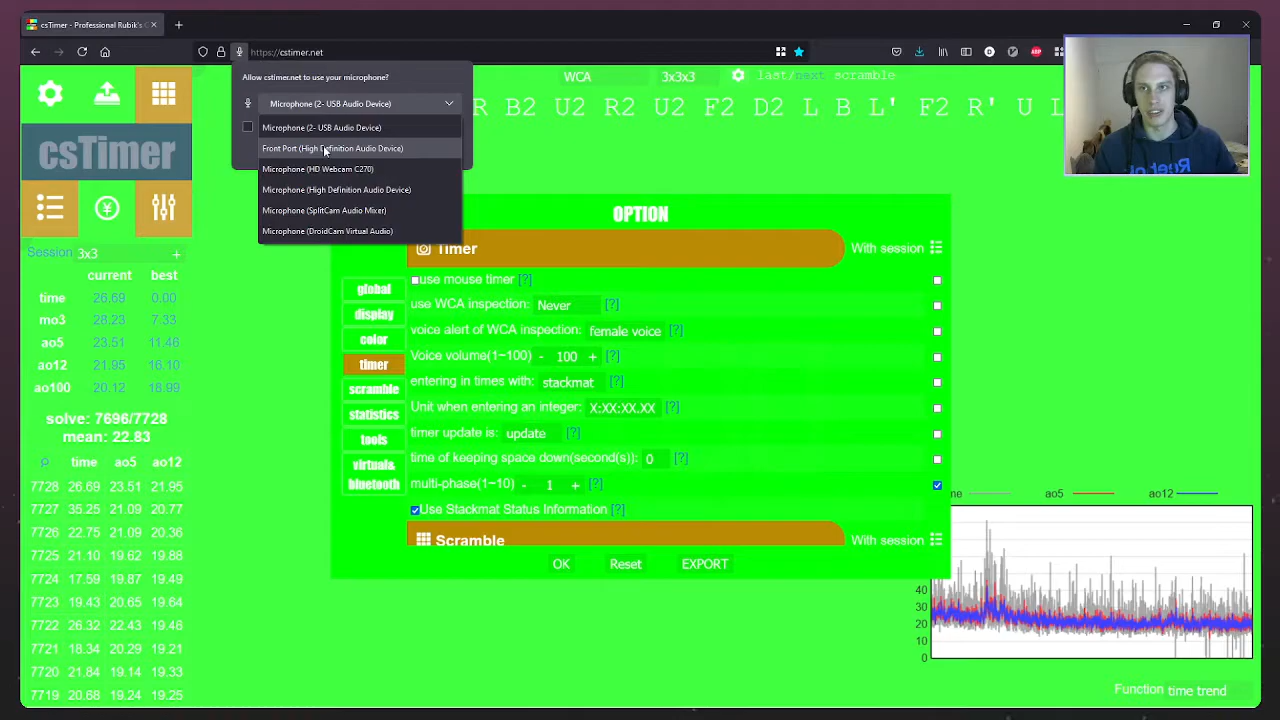 csTimer - Professional Rubik's
https://cstimer.net
Allow cstimer.net to use your microphone?
Microphone (2- USB Audio Device)
Microphone (2- USB Audio Device)
Front Port (High Definition Audio Device)
Microphone (HD Webcam C270)
Microphone (High Definition Audio Device)
Microphone (SplitCam Audio Mixer)
Microphone (DroidCam Virtual Audio)
WCA 3x3x3 last/next scramble
R B2 U2 R2 U2 F2 D2 L B L' F2 R' U L
csTimer
Session 3x3 +
current best
time 26.69 0.00
mo3 28.23 7.33
ao5 23.51 11.46
ao12 21.95 16.10
ao100 20.12 18.99
solve: 7696/7728
mean: 22.83
time ao5 ao12
7728 26.69 23.51 21.95
7727 35.25 21.09 20.77
7726 22.75 21.09 20.36
7725 21.10 19.62 19.88
7724 17.59 19.87 19.49
7723 19.43 20.65 19.64
7722 26.32 22.43 19.46
7721 18.34 20.29 19.21
7720 21.84 19.14 19.33
7719 20.68 19.24 19.25
OPTION
Timer With session
global
display
color
timer
scramble
statistics
tools
virtual&
bluetooth
use mouse timer [?]
use WCA inspection: Never [?]
voice alert of WCA inspection: female voice [?]
Voice volume(1~100) - 100 + [?]
entering in times with: stackmat [?]
Unit when entering an integer: X:XX:XX.XX [?]
timer update is: update [?]
time of keeping space down(second(s)): 0 [?]
multi-phase(1~10) - 1 + [?]
Use Stackmat Status Information [?]
Scramble With session
OK Reset EXPORT
me ao5 ao12
40
30
20
10
0
Function time trend